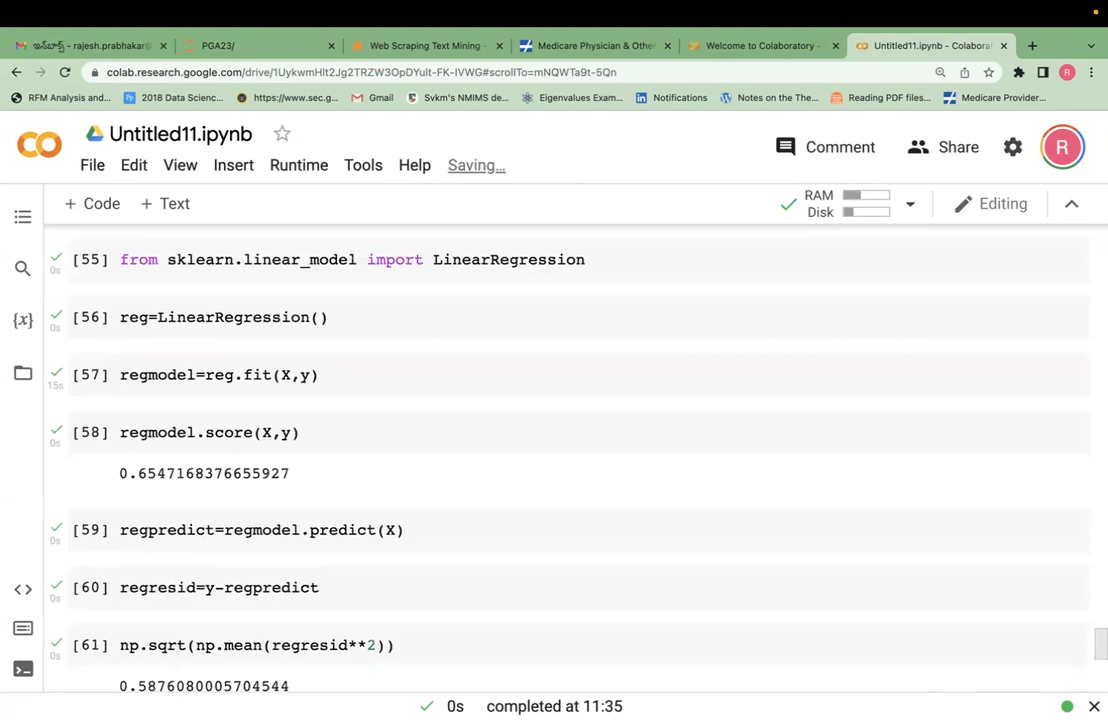 ఇన్‌బాక్స్ rajesh.prabhakar@
PGA23/
Web Scraping Text Mining -
Medicare Physician & Other
Welcome to Colaboratory -
Untitled11.ipynb - Colaborat
colab.research.google.com/drive/1UykwmHlt2Jg2TRZW3OpDYult-FK-IVWG#scrollTo=mNQWTa9t-5Qn
R
RFM Analysis and...
2018 Data Scienc...
https://www.sec.g...
Gmail
Svkm's NMIMS de...
Eigenvalues Exam...
Notifications
Notes on the The...
Reading PDF files...
Medicare Provider...
Untitled11.ipynb
Comment
Share
R
File Edit View Insert Runtime Tools Help Saving...
+ Code + Text
RAM
Disk
Editing
[55] from sklearn.linear_model import LinearRegression
0s
[56] reg=LinearRegression()
0s
[57] regmodel=reg.fit(X,y)
15s
[58] regmodel.score(X,y)
0s
0.6547168376655927
[59] regpredict=regmodel.predict(X)
0s
[60] regresid=y-regpredict
0s
[61] np.sqrt(np.mean(regresid**2))
0s
0.5876080005704544
0s completed at 11:35